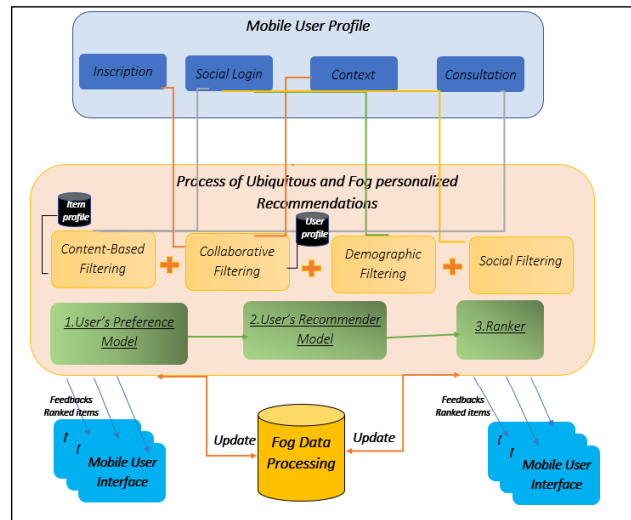 Mobile User Profile
Inscription
Social Login
Context
Consultation
Process of Ubiquitous and Fog personalized
Recommendations
Item
profile
User
profile
Content-Based
Filtering
Collaborative
Filtering
Demographic
Filtering
Social Filtering
1.User's Preference
Model
2.User's Recommender
Model
3.Ranker
Feedbacks
Ranked items
Mobile User
Interface
Update
Fog Data
Processing
Update
Feedbacks
Ranked items
Mobile User
Interface